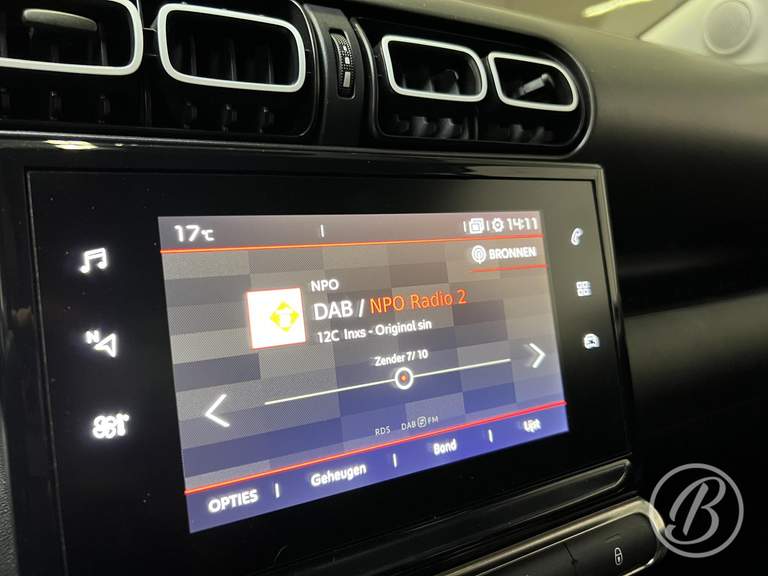 17°C
14:11
BRONNEN
NPO
DAB / NPO Radio 2
12C Inxs - Original sin
Zender 7/ 10
RDS DAB FM
OPTIES Geheugen Band Lijst
N
B